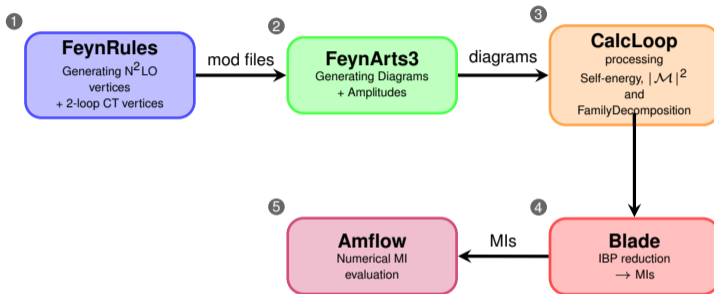 1
FeynRules
Generating N²LO
vertices
+ 2-loop CT vertices
mod files
2
FeynArts3
Generating Diagrams
+ Amplitudes
diagrams
3
CalcLoop
processing
Self-energy, |ℳ|²
and
FamilyDecomposition
5
Amflow
Numerical MI
evaluation
MIs
4
Blade
IBP reduction
→ MIs